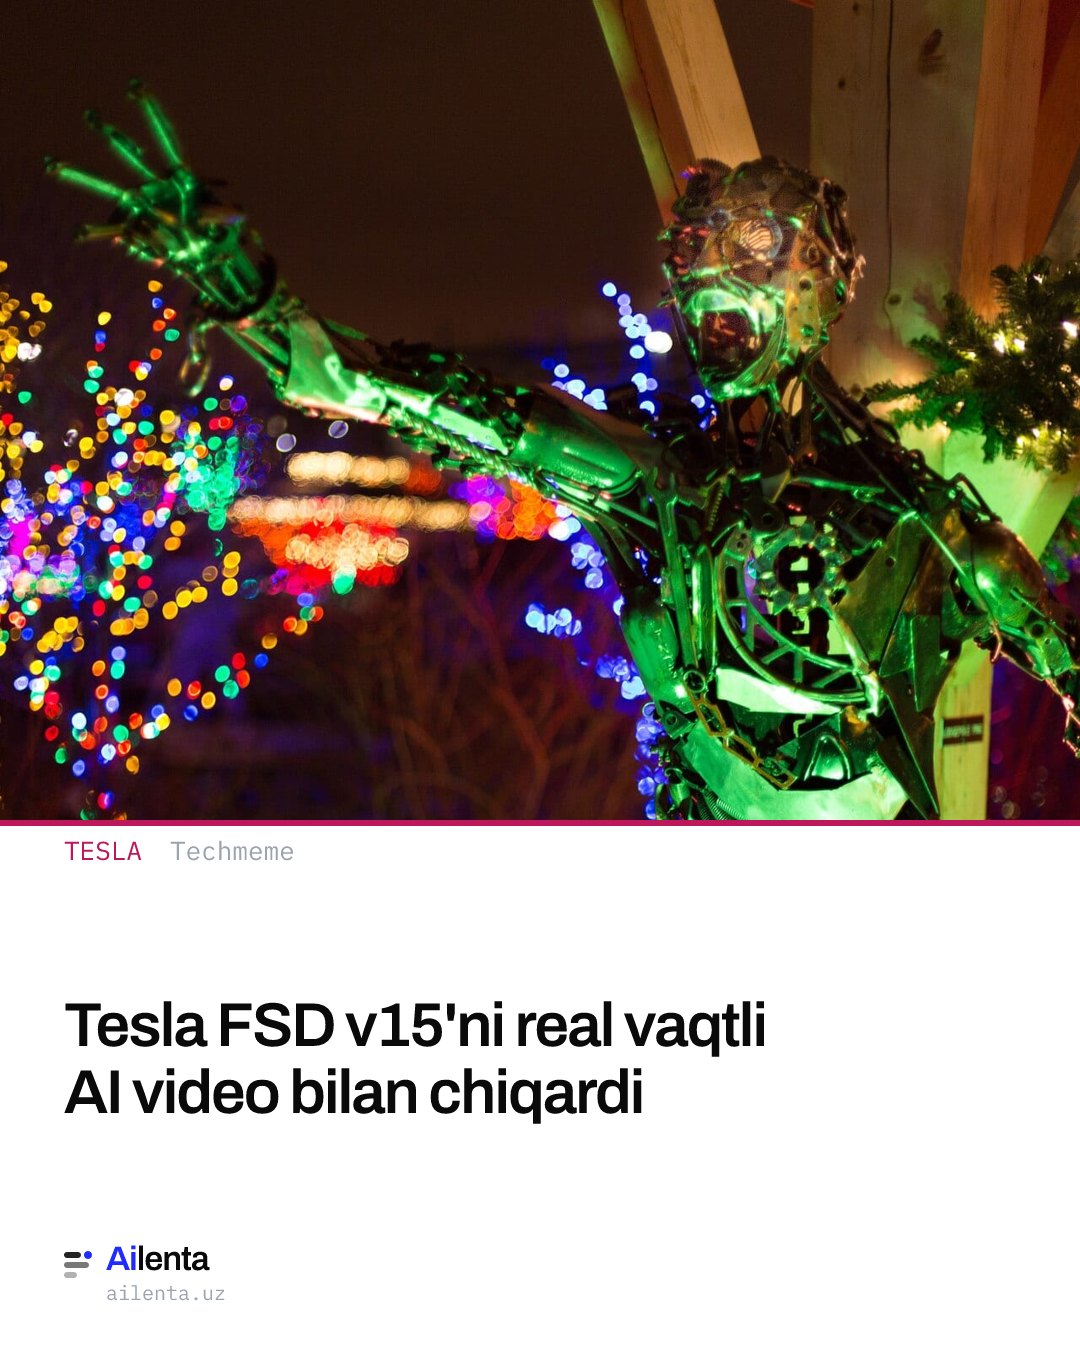 TESLA Techmeme
Tesla FSD v15'ni real vaqtli
AI video bilan chiqardi
Ailenta
ailenta.uz